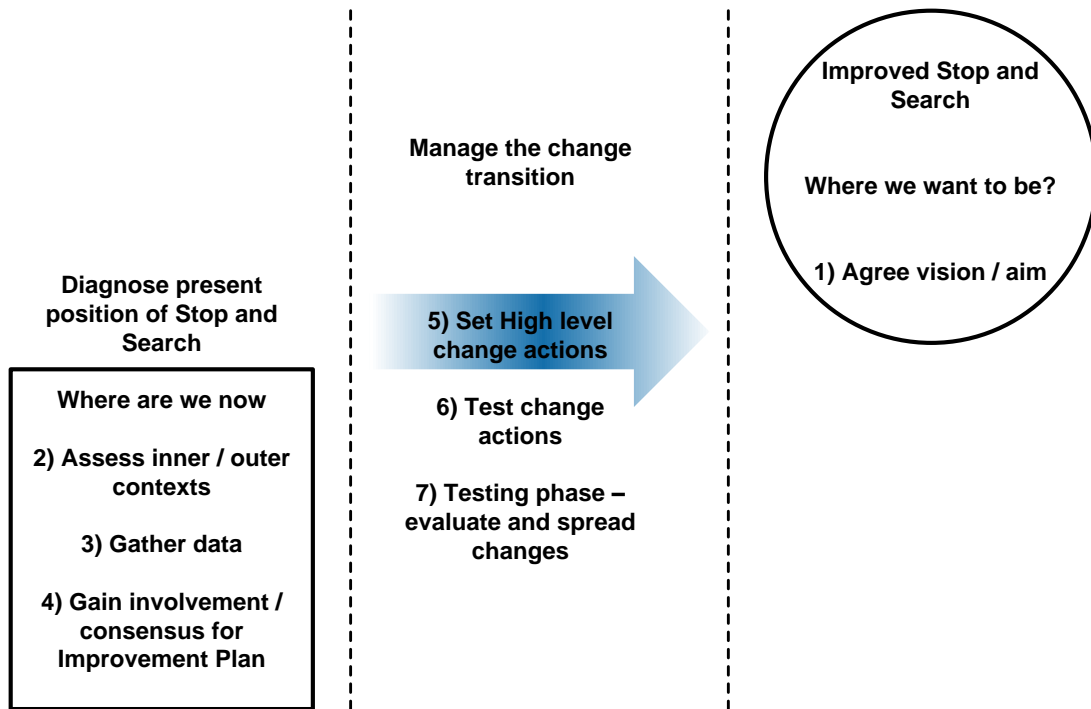 Diagnose present
position of Stop and
Search
Where are we now
2) Assess inner / outer
contexts
3) Gather data
4) Gain involvement /
consensus for
Improvement Plan
Manage the change
transition
5) Set High level
change actions
6) Test change
actions
7) Testing phase –
evaluate and spread
changes
Improved Stop and
Search
Where we want to be?
1) Agree vision / aim